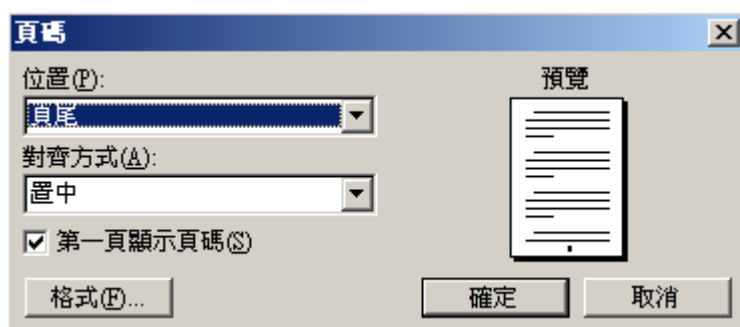 頁碼
位置(P):
預覽
頁尾
對齊方式(A):
置中
第一頁顯示頁碼(S)
格式(F)...
確定
取消